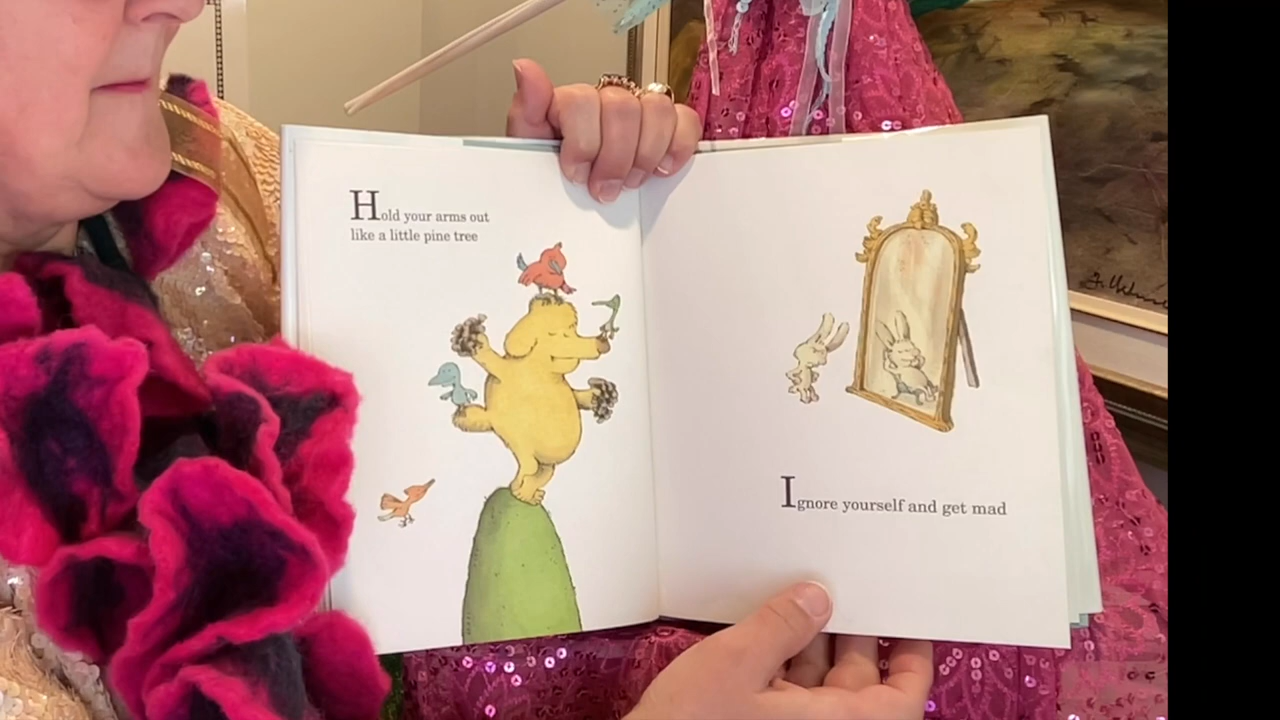 Hold your arms out
like a little pine tree
Ignore yourself and get mad